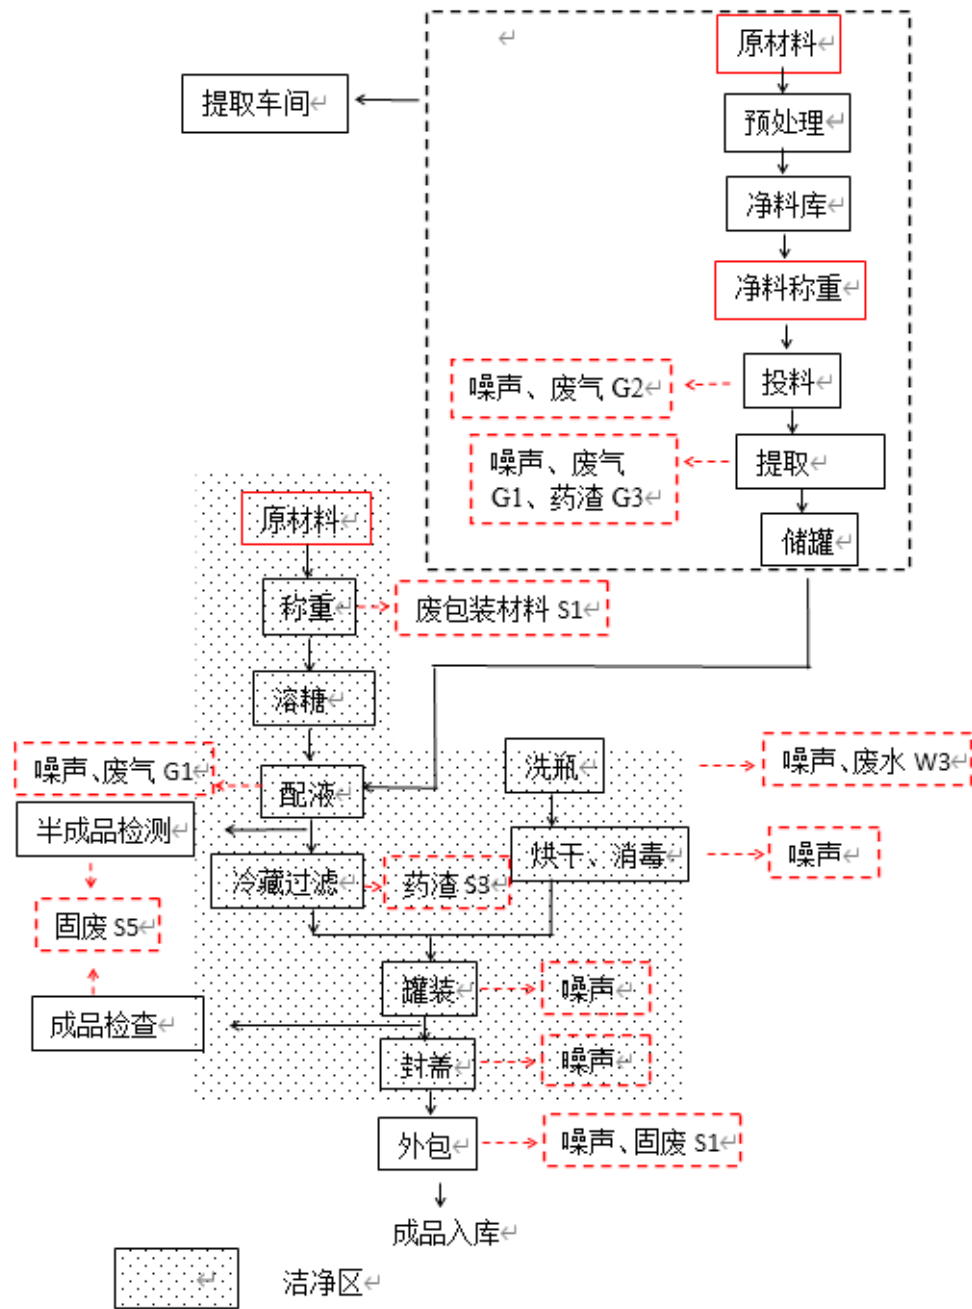 原材料
提取车间
预处理
净料库
净料称重
投料
噪声、废气 G2
提取
噪声、废气
G1、药渣 G3
储罐
原材料
称重
废包装材料 S1
溶糖
洗瓶
噪声、废水 W3
噪声、废气 G1
配液
半成品检测
烘干、消毒
噪声
冷藏过滤
药渣 S3
固废 S5
罐装
噪声
成品检查
封盖
噪声
外包
噪声、固废 S1
成品入库
洁净区